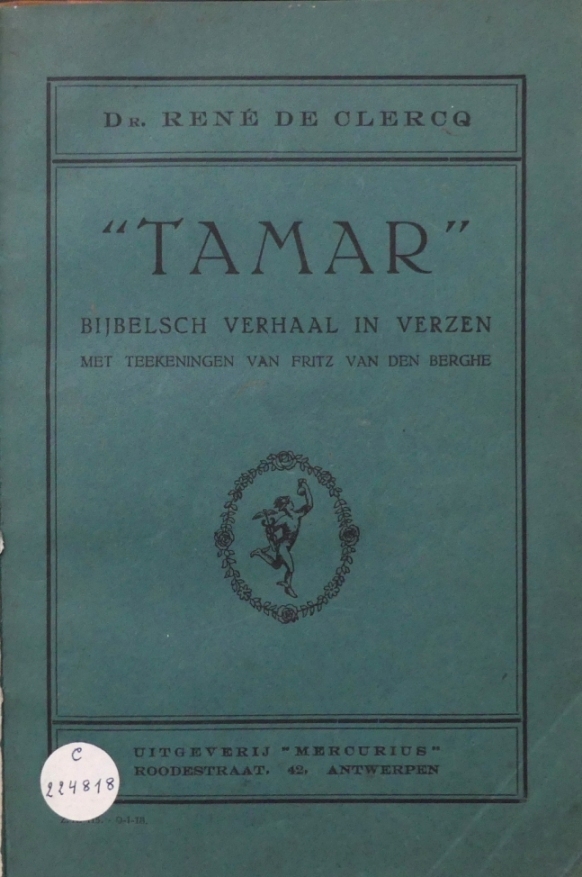 DR. RENÉ DE CLERCQ
“TAMAR”
BIJBELSCH VERHAAL IN VERZEN
MET TEEKENINGEN VAN FRITZ VAN DEN BERGHE
UITGEVERIJ “MERCURIUS”
ROODESTRAAT, 42, ANTWERPEN
C
224818